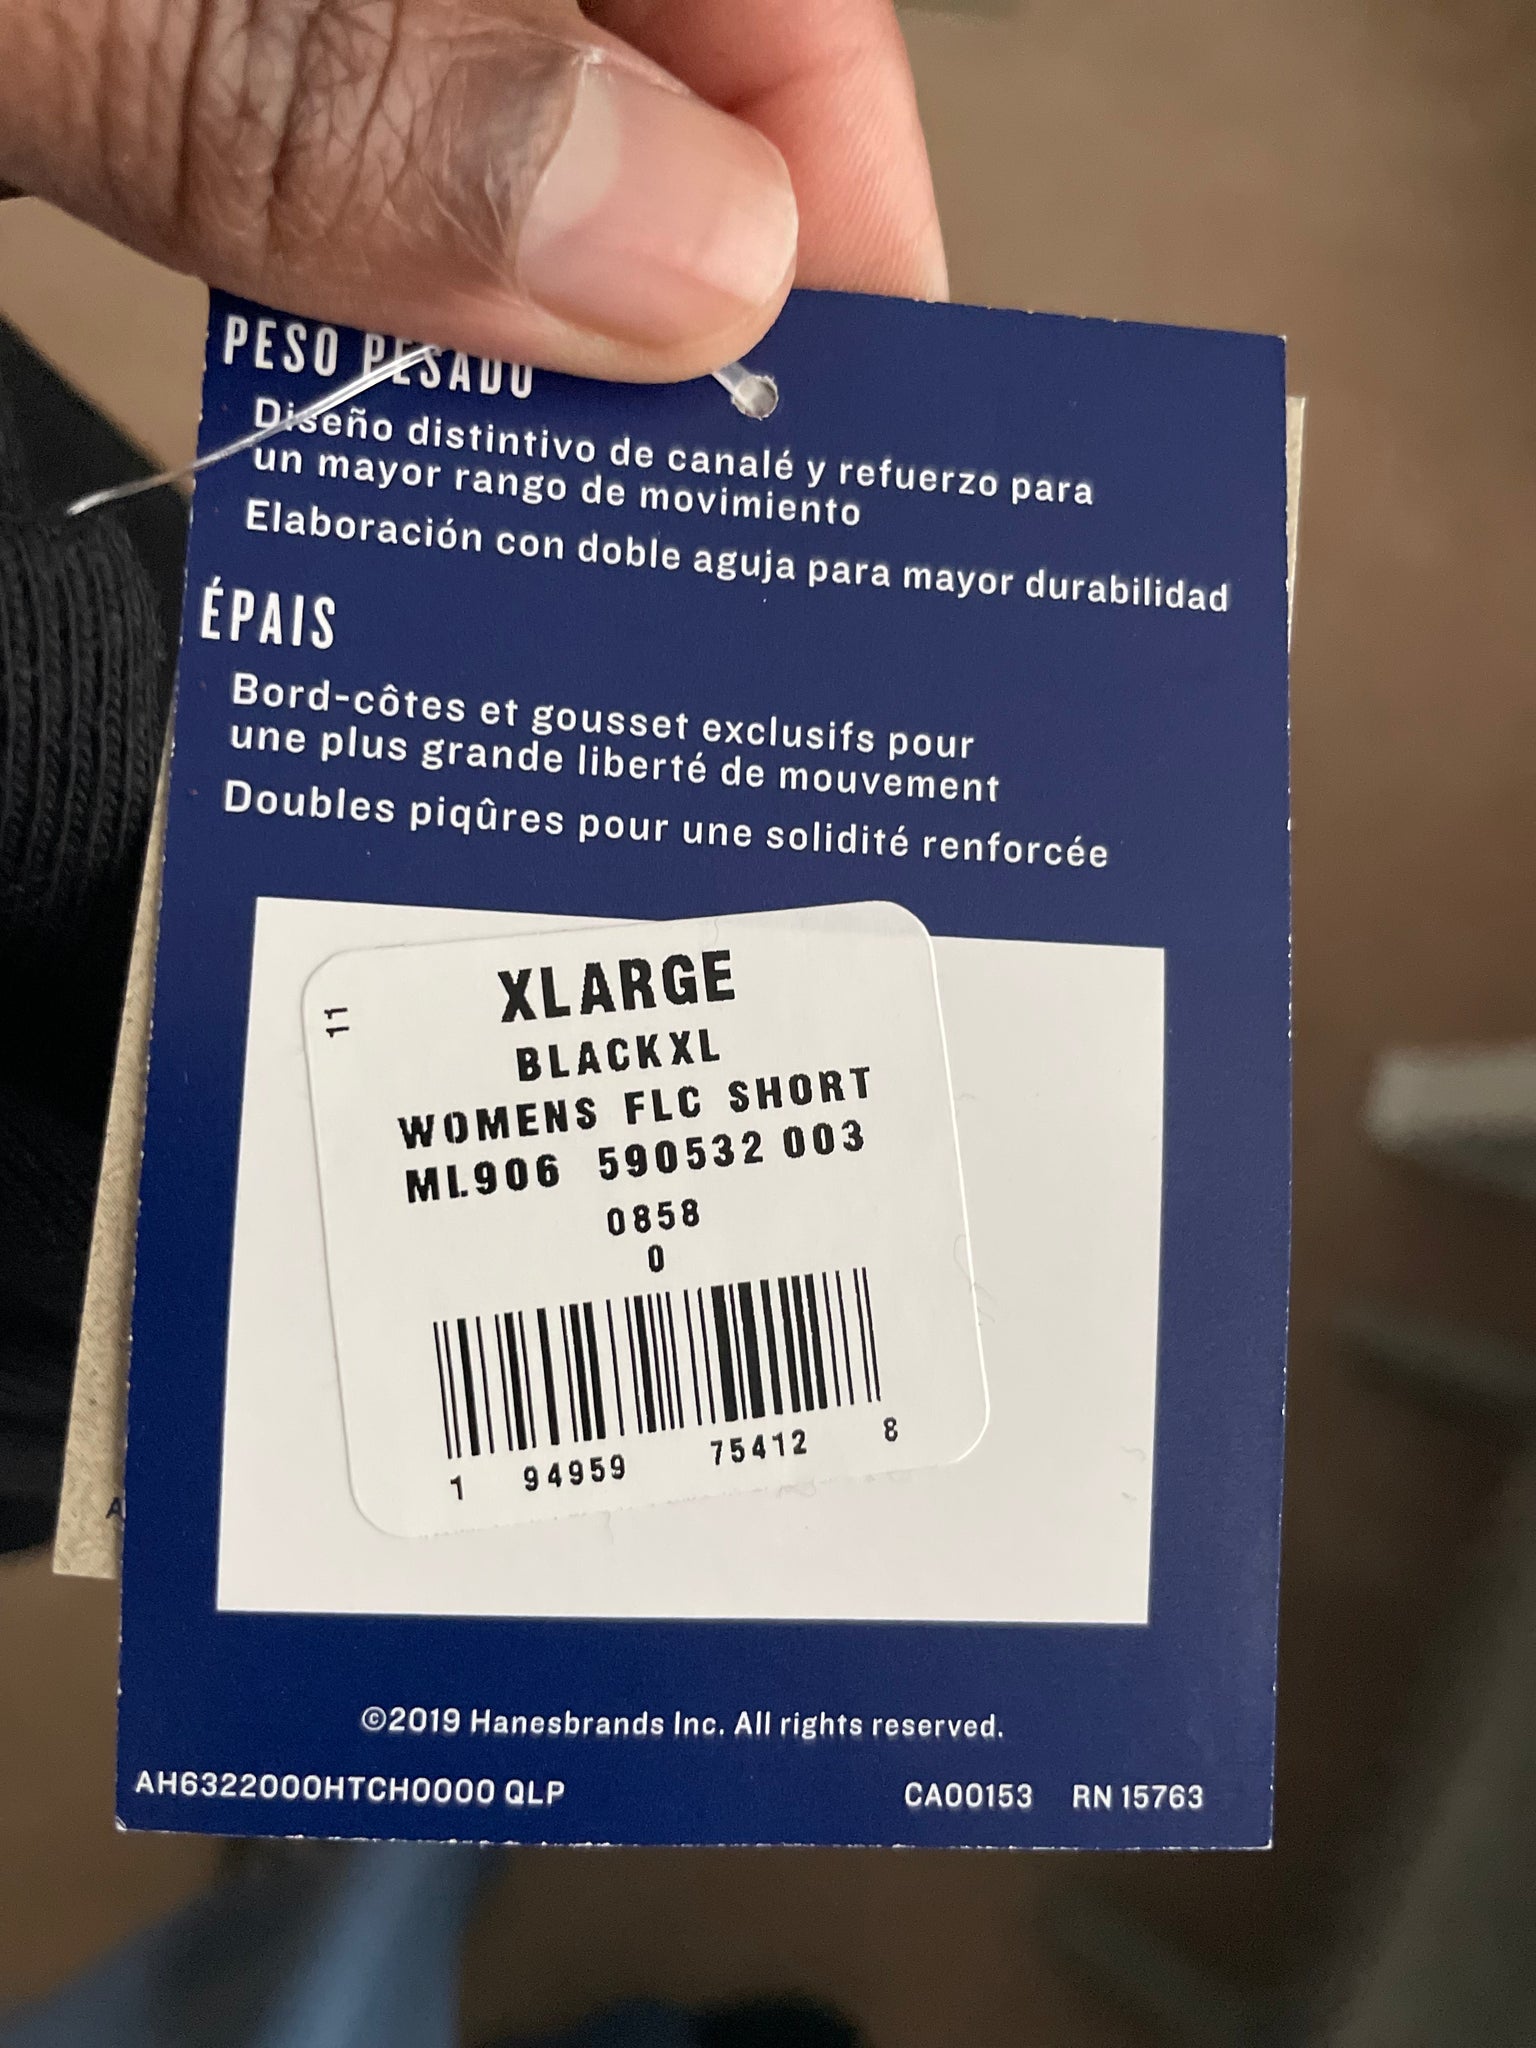 PESO PESADO
Diseño distintivo de canalé y refuerzo para
un mayor rango de movimiento
Elaboración con doble aguja para mayor durabilidad
ÉPAIS
Bord-côtes et gousset exclusifs pour
une plus grande liberté de mouvement
Doubles piqûres pour une solidité renforcée
11
XLARGE
BLACKXL
WOMENS FLC SHORT
ML906 590532 003
0858
0
1 94959 75412 8
©2019 Hanesbrands Inc. All rights reserved.
AH6322000HTCH0000 QLP CA00153 RN 15763